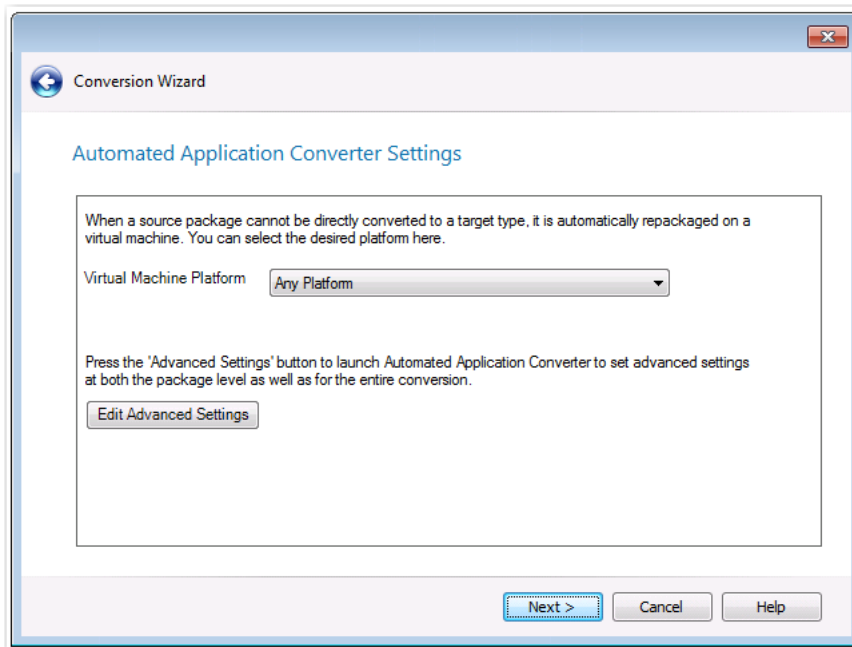 Conversion Wizard
Automated Application Converter Settings
When a source package cannot be directly converted to a target type, it is automatically repackaged on a
virtual machine. You can select the desired platform here.
Virtual Machine Platform
Any Platform
Press the 'Advanced Settings' button to launch Automated Application Converter to set advanced settings
at both the package level as well as for the entire conversion.
Edit Advanced Settings
Next >
Cancel
Help